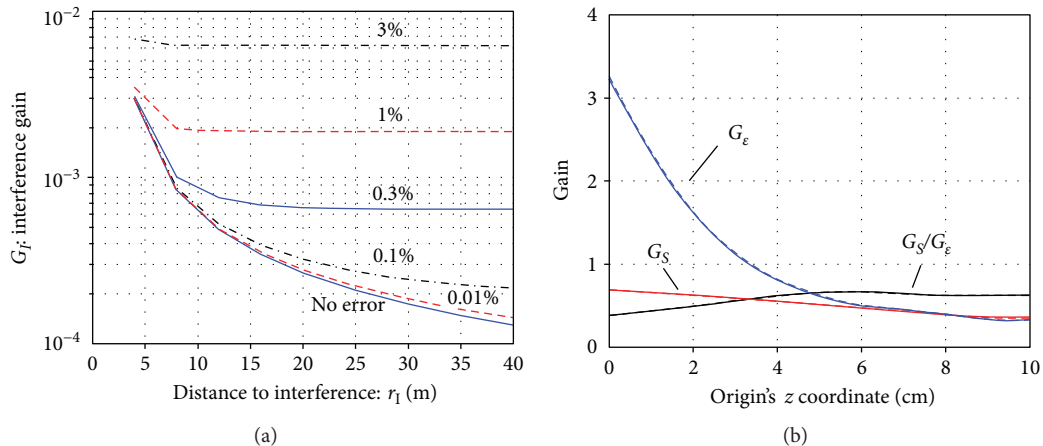 10⁻²
10⁻³
10⁻⁴
G_I: interference gain
3%
1%
0.3%
0.1%
0.01%
No error
0 5 10 15 20 25 30 35 40
Distance to interference: r_I (m)
(a)
4
3
2
1
0
Gain
G_ε
G_S
G_S/G_ε
0 2 4 6 8 10
Origin's z coordinate (cm)
(b)